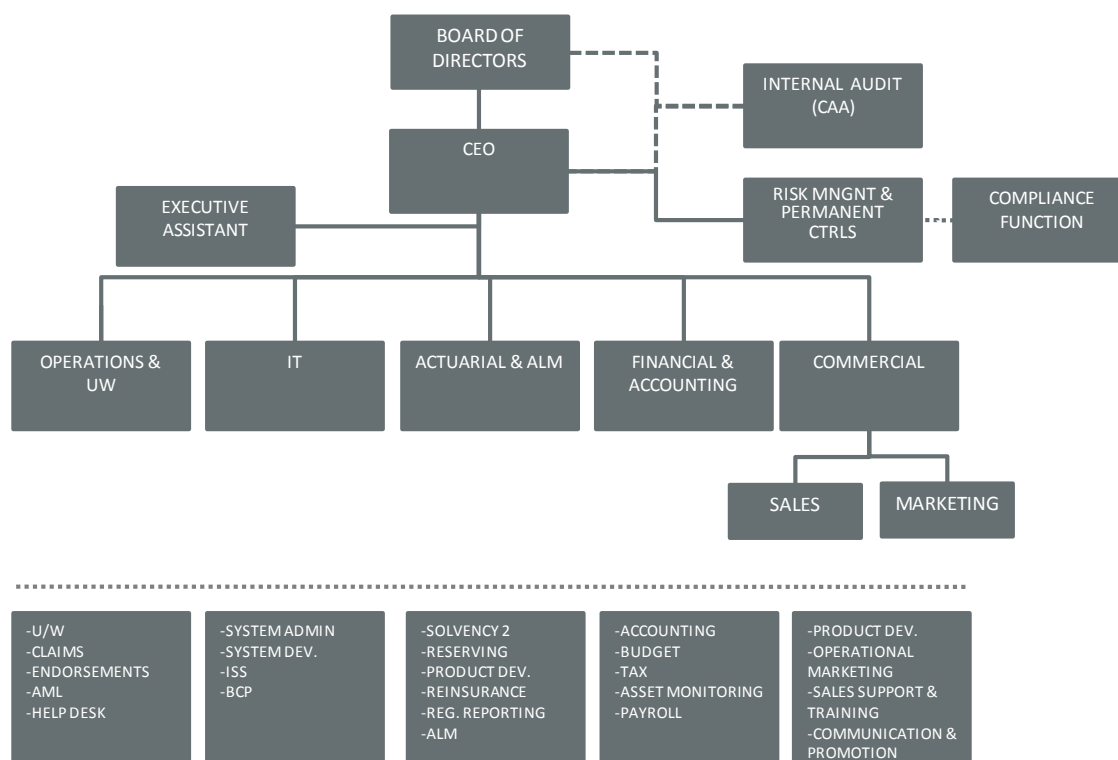 BOARD OF
DIRECTORS
INTERNAL AUDIT
(CAA)
CEO
EXECUTIVE
ASSISTANT
RISK MNGNT &
PERMANENT
CTRLS
COMPLIANCE
FUNCTION
OPERATIONS &
UW
IT
ACTUARIAL & ALM
FINANCIAL &
ACCOUNTING
COMMERCIAL
SALES
MARKETING
-U/W
-CLAIMS
-ENDORSEMENTS
-AML
-HELP DESK
-SYSTEM ADMIN
-SYSTEM DEV.
-ISS
-BCP
-SOLVENCY 2
-RESERVING
-PRODUCT DEV.
-REINSURANCE
-REG. REPORTING
-ALM
-ACCOUNTING
-BUDGET
-TAX
-ASSET MONITORING
-PAYROLL
-PRODUCT DEV.
-OPERATIONAL
MARKETING
-SALES SUPPORT &
TRAINING
-COMMUNICATION &
PROMOTION